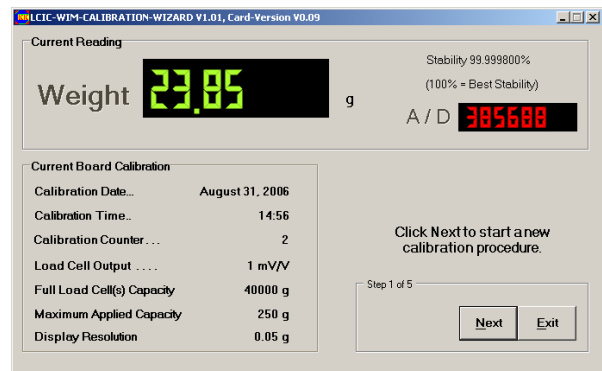 LCIC-WIM-CALIBRATION-WIZARD V1.01, Card-Version V0.09
Current Reading
Weight 23.85 g
Stability 99.999800%
(100% = Best Stability)
A / D 385688
Current Board Calibration
Calibration Date... August 31, 2006
Calibration Time.. 14:56
Calibration Counter . . . 2
Load Cell Output . . . . 1 mV/V
Full Load Cell(s) Capacity 40000 g
Maximum Applied Capacity 250 g
Display Resolution 0.05 g
Click Next to start a new
calibration procedure.
Step 1 of 5
Next Exit